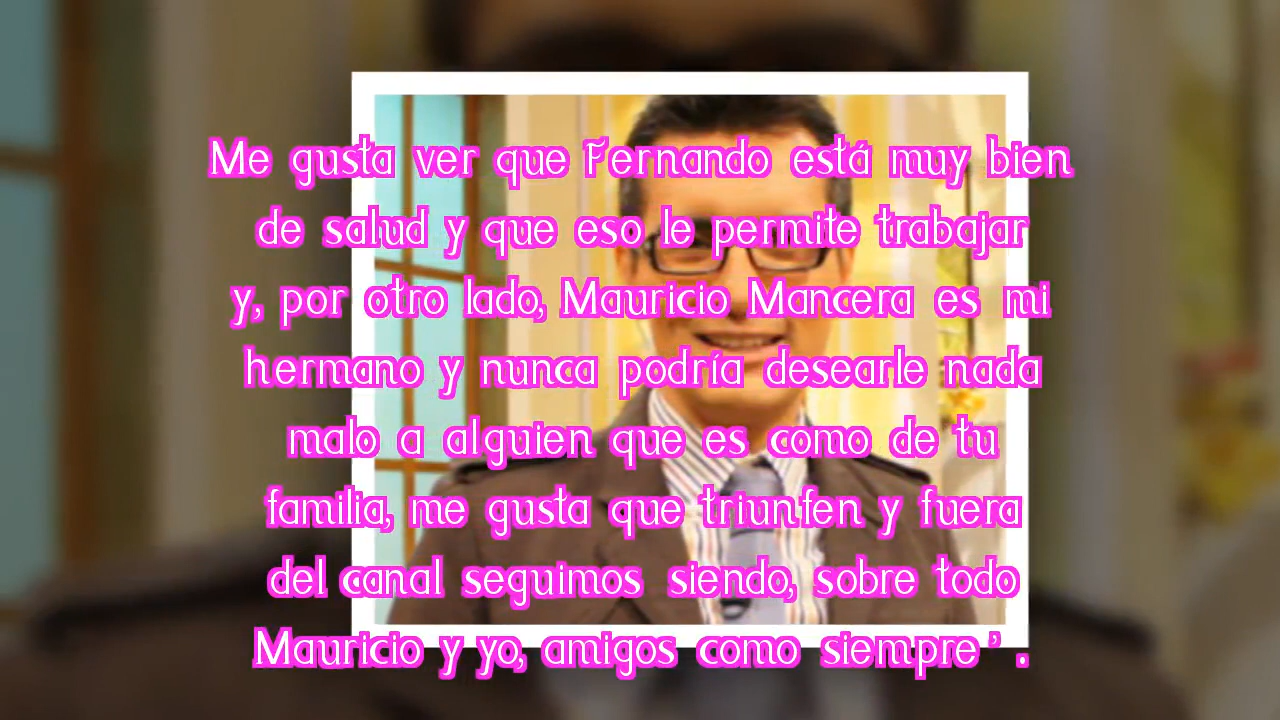 Me gusta ver que Fernando está muy bien
de salud y que eso le permite trabajar
y, por otro lado, Mauricio Mancera es mi
hermano y nunca podría desearle nada
malo a alguien que es como de tu
familia, me gusta que triunfen y fuera
del canal seguimos siendo, sobre todo
Mauricio y yo, amigos como siempre’.